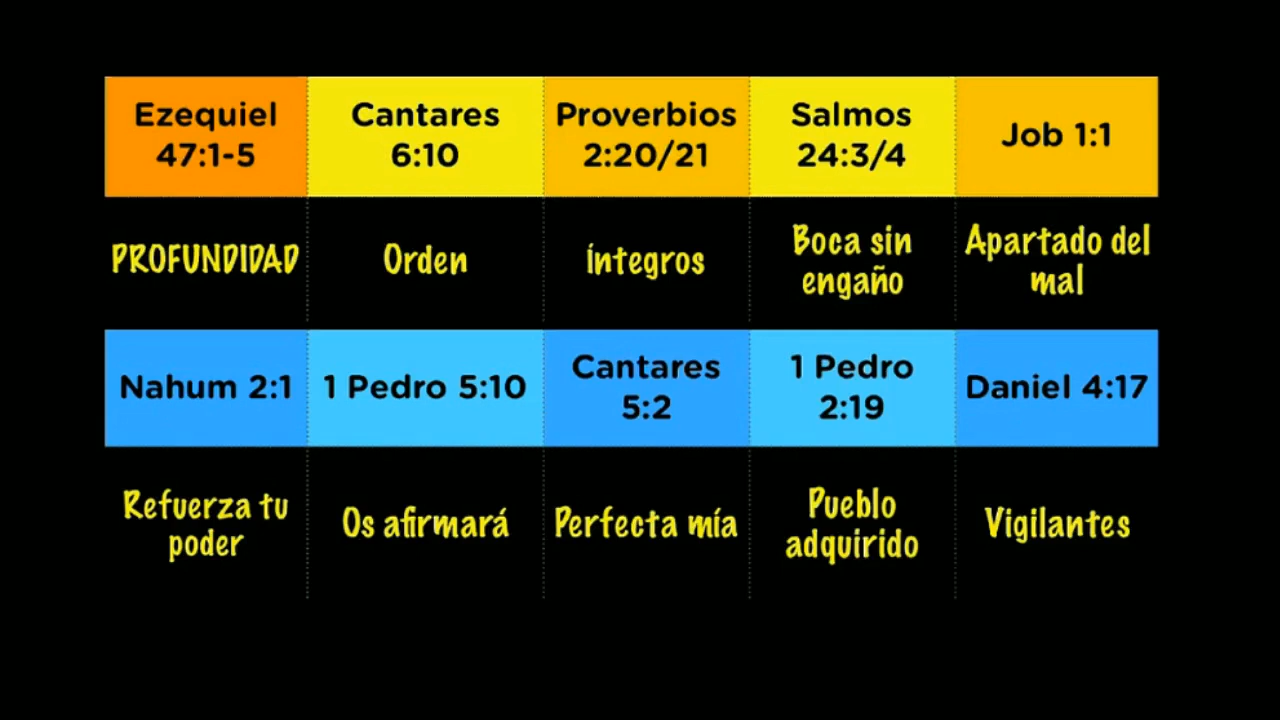 Ezequiel
47:1-5
Cantares
6:10
Proverbios
2:20/21
Salmos
24:3/4
Job 1:1
PROFUNDIDAD
Orden
íntegros
Boca sin
engaño
Apartado del
mal
Nahum 2:1
1 Pedro 5:10
Cantares
5:2
1 Pedro
2:19
Daniel 4:17
Refuerza tu
poder
Os afirmará
Perfecta mía
Pueblo
adquirido
Vigilantes